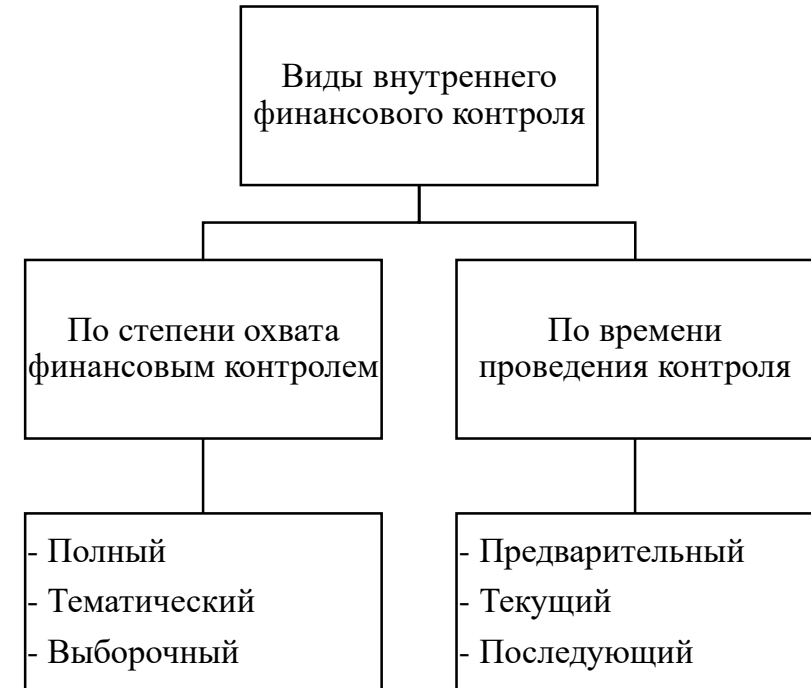 Виды внутреннего
финансового контроля
По степени охвата
финансовым контролем
По времени
проведения контроля
- Полный
- Тематический
- Выборочный
- Предварительный
- Текущий
- Последующий